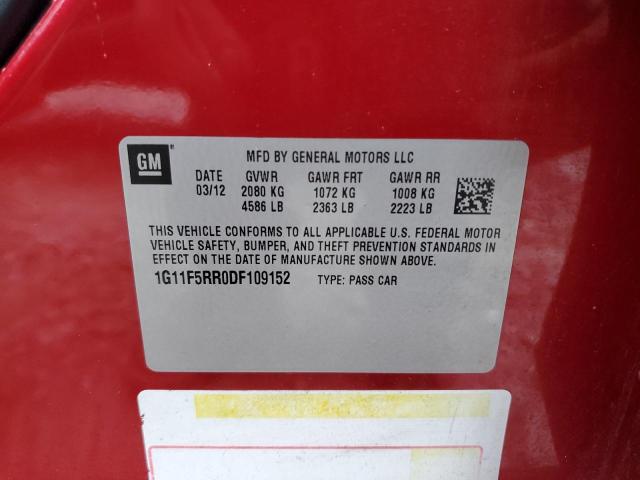 GM ®
MFD BY GENERAL MOTORS LLC
DATE GVWR GAWR FRT GAWR RR
03/12 2080 KG 1072 KG 1008 KG
4586 LB 2363 LB 2223 LB
THIS VEHICLE CONFORMS TO ALL APPLICABLE U.S. FEDERAL MOTOR
VEHICLE SAFETY, BUMPER, AND THEFT PREVENTION STANDARDS IN
EFFECT ON THE DATE OF MANUFACTURE SHOWN ABOVE.
1G11F5RR0DF109152 TYPE: PASS CAR